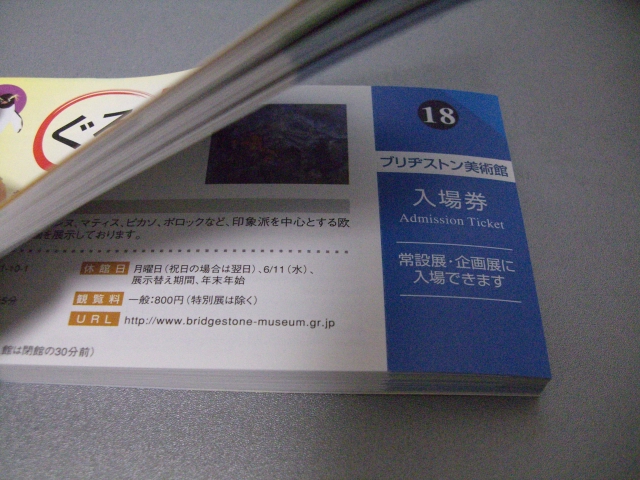 ぐ
18
ブリヂストン美術館
入場券
Admission Ticket
常設展・企画展に
入場できます
ヌ、マティス、ピカソ、ポロックなど、印象派を中心とする欧
を展示しております。
休館日 月曜日(祝日の場合は翌日)、6/11(水)、
展示替え期間、年末年始
観覧料 一般:800円(特別展は除く)
URL http://www.bridgestone-museum.gr.jp
-10-1
5分
館は閉館の30分前)